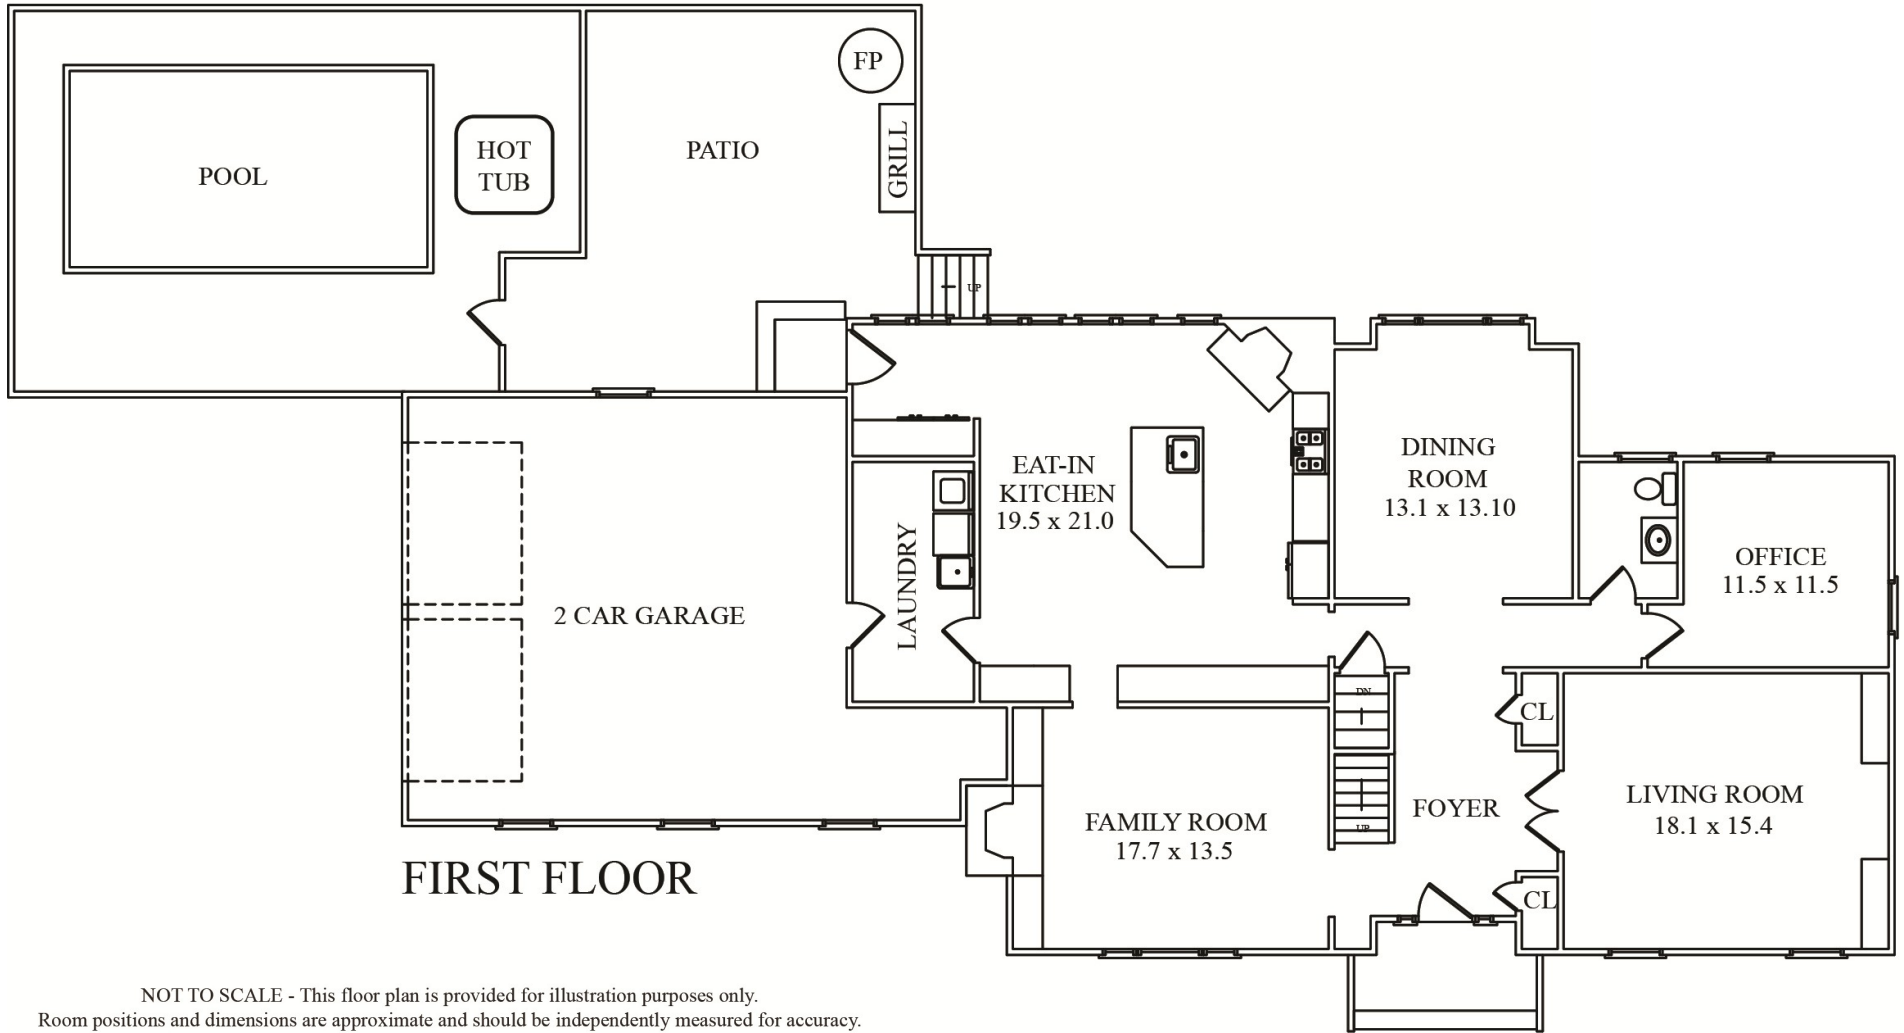 FP
POOL
HOT
TUB
PATIO
GRILL
UP
EAT-IN
KITCHEN
19.5 x 21.0
DINING
ROOM
13.1 x 13.10
LAUNDRY
OFFICE
11.5 x 11.5
2 CAR GARAGE
DN
CL
UP
FOYER
FAMILY ROOM
17.7 x 13.5
LIVING ROOM
18.1 x 15.4
CL
FIRST FLOOR
NOT TO SCALE - This floor plan is provided for illustration purposes only.
Room positions and dimensions are approximate and should be independently measured for accuracy.